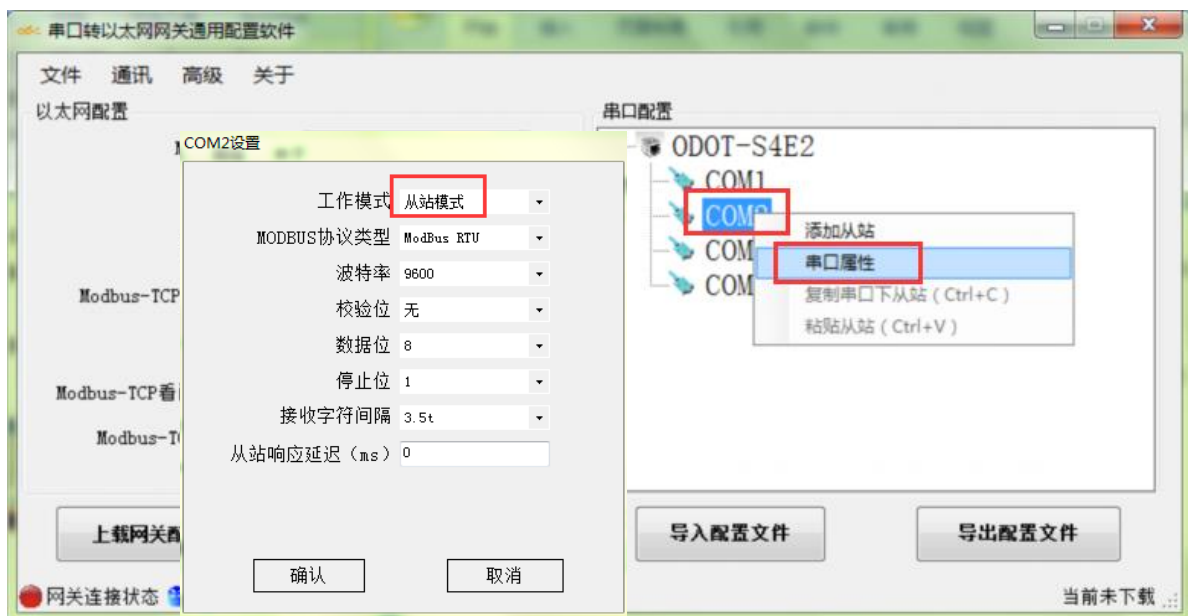 串口转以太网网关通用配置软件
文件 通讯 高级 关于
以太网配置
Modbus-TCP
Modbus-TCP看
上载网关配
网关连接状态
COM2设置
工作模式 从站模式
MODBUS协议类型 ModBus RTU
波特率 9600
校验位 无
数据位 8
停止位 1
接收字符间隔 3.5t
从站响应延迟（ms） 0
确认 取消
串口配置
ODOT-S4E2
COM1
COM2
COM
COM
添加从站
串口属性
复制串口下从站（Ctrl+C）
粘贴从站（Ctrl+V）
导入配置文件 导出配置文件
当前未下载